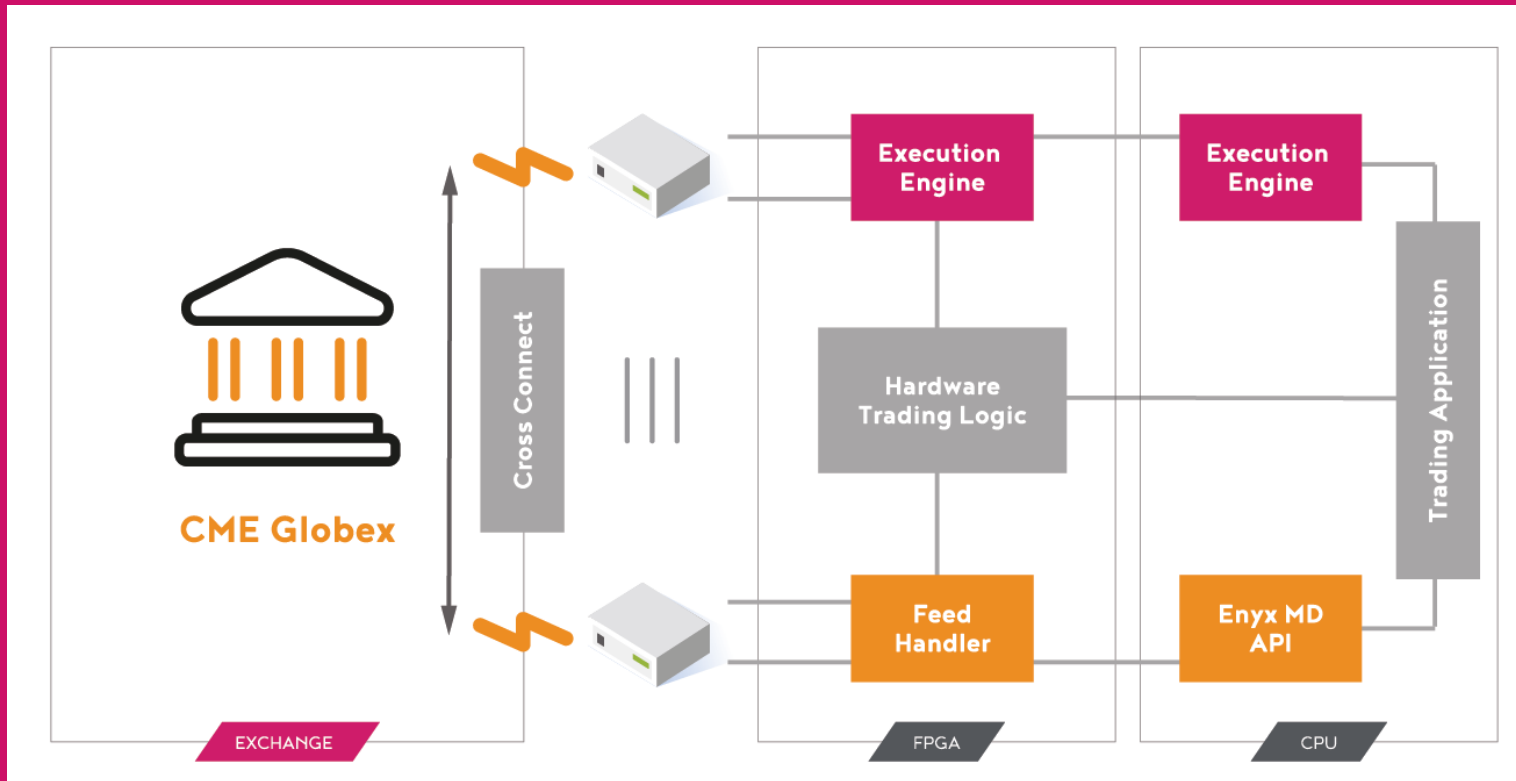 CME Globex
Cross Connect
EXCHANGE
Execution
Engine
Hardware
Trading Logic
Feed
Handler
FPGA
Execution
Engine
Trading Application
Enyx MD
API
CPU